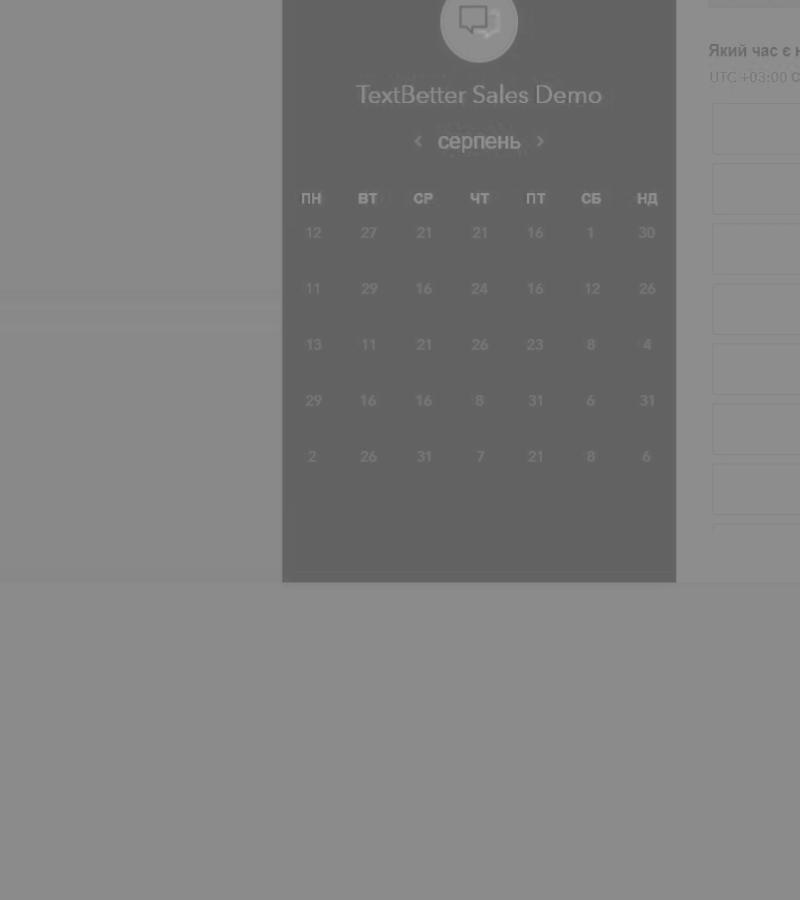 TextBetter Sales Demo
серпень
ПН ВТ СР ЧТ ПТ СБ НД
12 27 21 21 16 1 30
11 29 16 24 16 12 26
13 11 21 26 23 8 4
29 16 16 8 31 6 31
2 26 31 7 21 8 6
Який час є
UTC +03:00